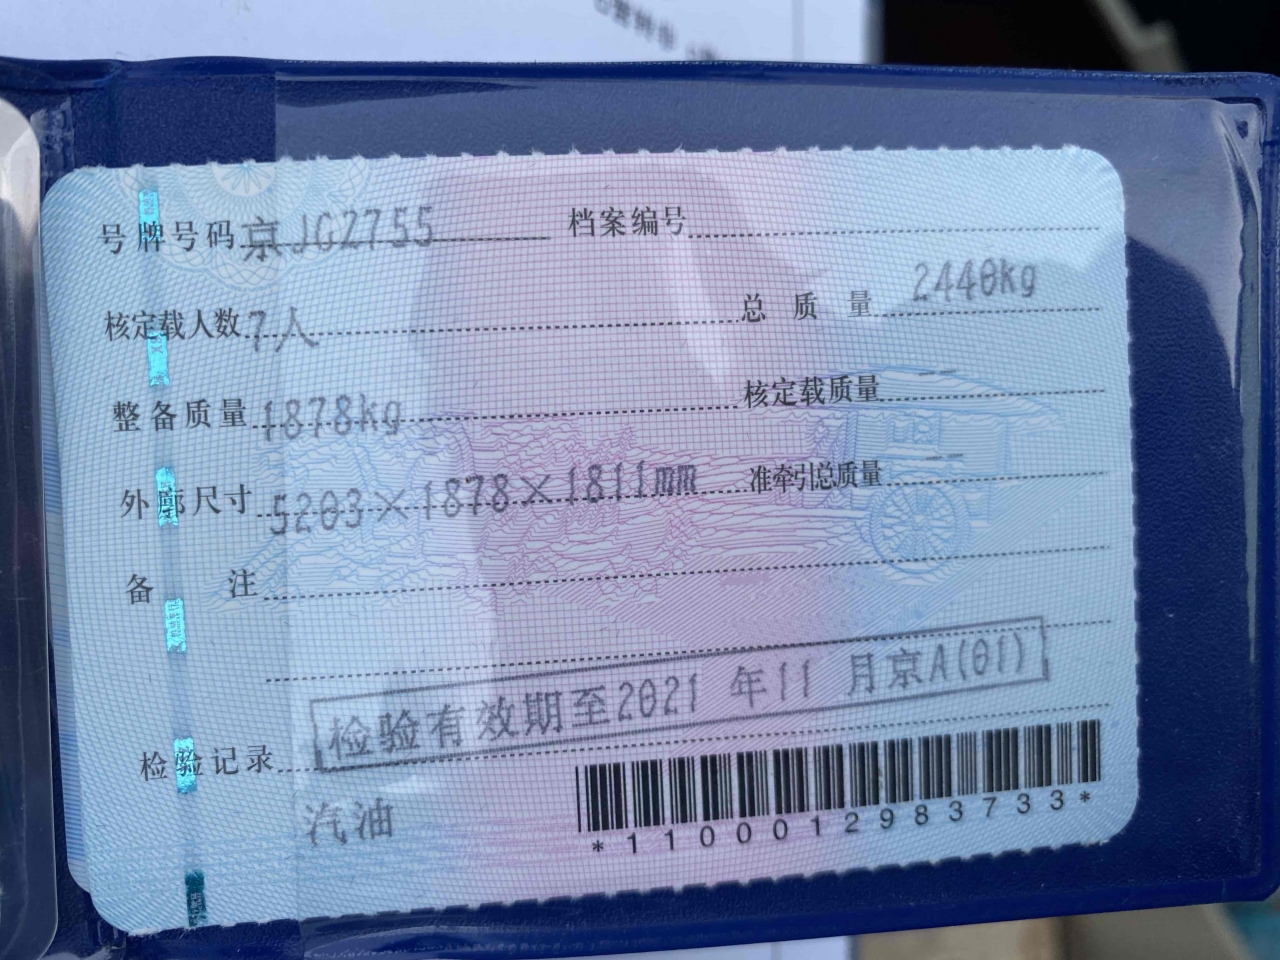 号牌号码 京JG2755 档案编号
核定载人数 7人 总质量 2440kg
整备质量 1878kg 核定载质量 --
外廓尺寸 5203×1878×1811mm 准牵引总质量 --
备注
检验有效期至2021 年11 月京A(01)
检验记录
汽油
*1100012983733*